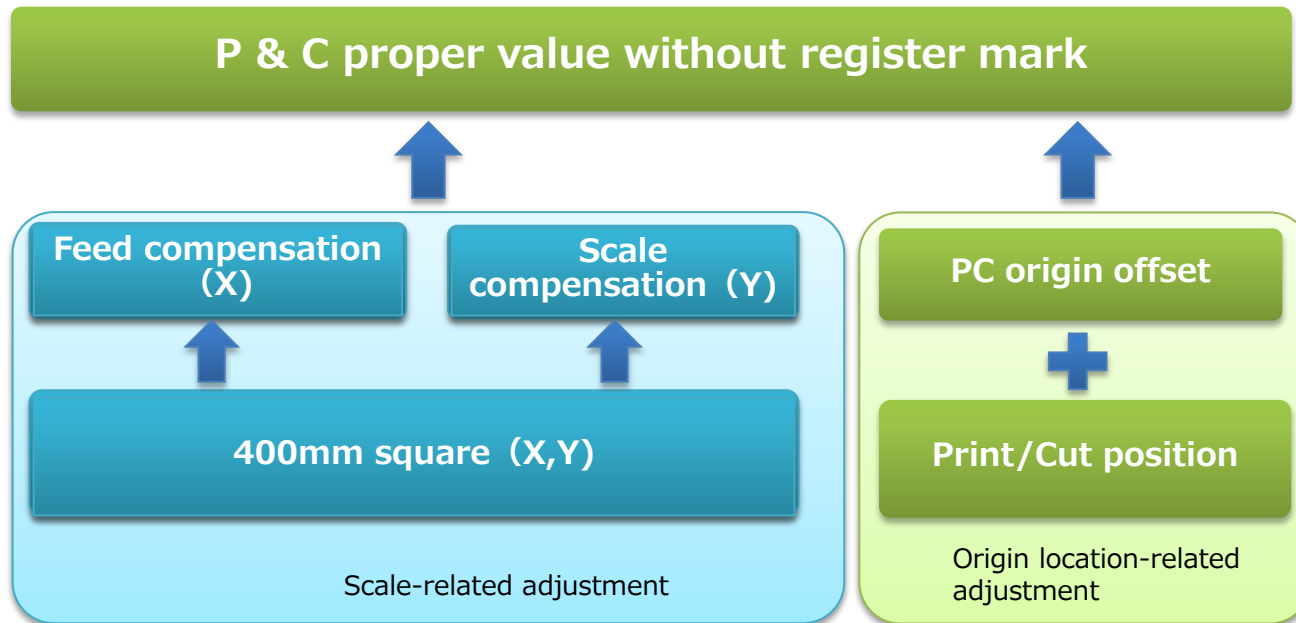 P & C proper value without register mark
Feed compensation
（X)
Scale
compensation（Y)
PC origin offset
400mm square（X,Y)
Print/Cut position
Scale-related adjustment
Origin location-related
adjustment